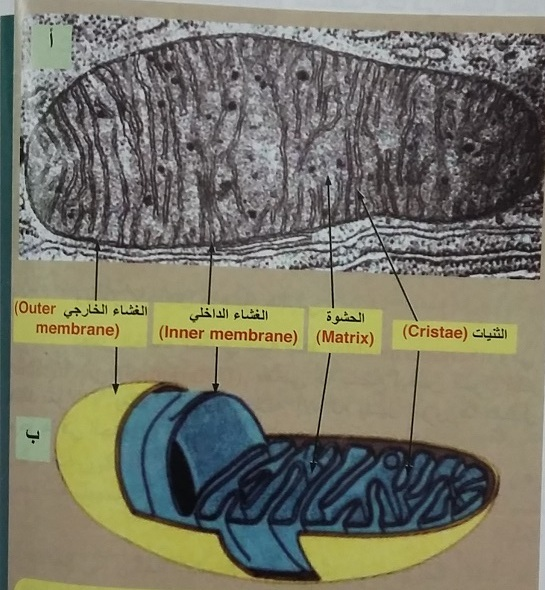 أ
الغشاء الخارجي (Outer
membrane)
الغشاء الداخلي
(Inner membrane)
الحشوة
(Matrix)
الثنيات (Cristae)
ب